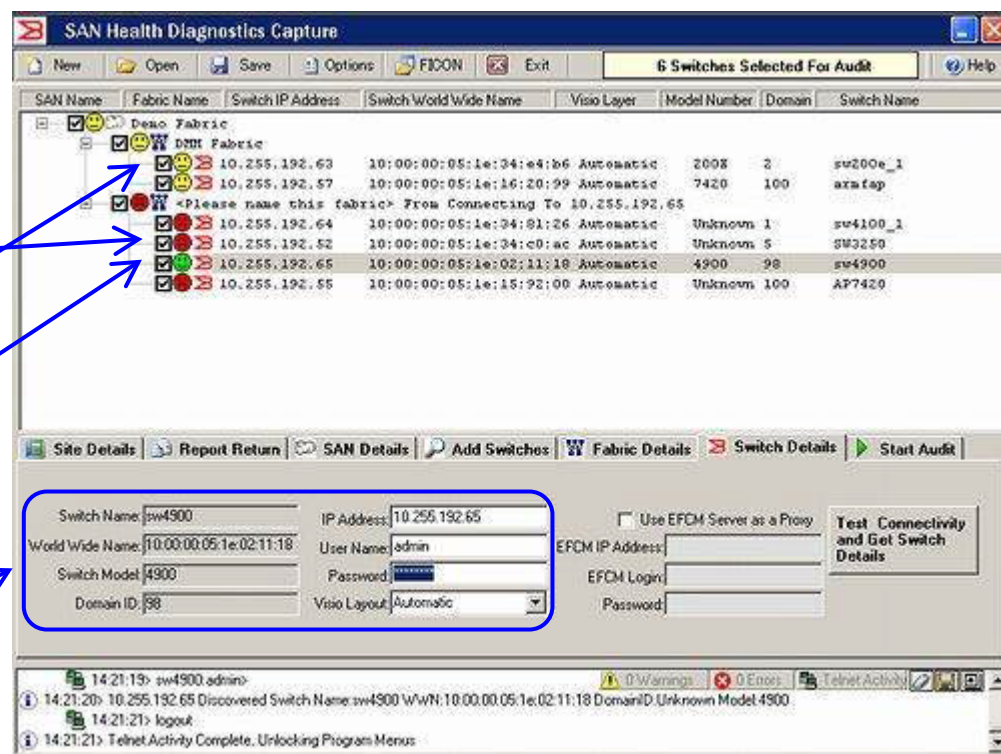 SAN Health Diagnostics Capture
New Open Save Options FICON Exit 6 Switches Selected For Audit Help
SAN Name Fabric Name Switch IP Address Switch World Wide Name Visio Layer Model Number Domain Switch Name
Demo Fabric
DMM Fabric
10.255.192.63 10:00:00:05:1e:34:e4:b6 Automatic 200E 2 sw200e_1
10.255.192.57 10:00:00:05:1e:16:20:99 Automatic 7420 100
<Please name this fabric> From Connecting To 10.255.192.65
10.255.192.64 10:00:00:05:1e:34:81:26 Automatic Unknown 1 sw4100_1
10.255.192.52 10:00:00:05:1e:34:c0:ac Automatic Unknown 5 SW3250
10.255.192.65 10:00:00:05:1e:02:11:18 Automatic 4900 98 sw4900
10.255.192.55 10:00:00:05:1e:15:92:00 Automatic Unknown 100 AP7420
Site Details Report Return SAN Details Add Switches Fabric Details Switch Details Start Audit
Switch Name: sw4900 IP Address: 10.255.192.65 Use EFCM Server as a Proxy Test Connectivity and Get Switch Details
World Wide Name: 10:00:00:05:1e:02:11:18 User Name: admin EFCM IP Address:
Switch Model: 4900 Password: ******** EFCM Login:
Domain ID: 98 Visio Layout: Automatic Password:
14:21:19> sw4900:admin> 0 Warnings 0 Errors Telnet Activity
14:21:20> 10.255.192.65 Discovered Switch Name:sw4900 WWN:10:00:00:05:1e:02:11:18 DomainID:Unknown Model:4900
14:21:21> logout
14:21:21> Telnet Activity Complete, Unlocking Program Menus